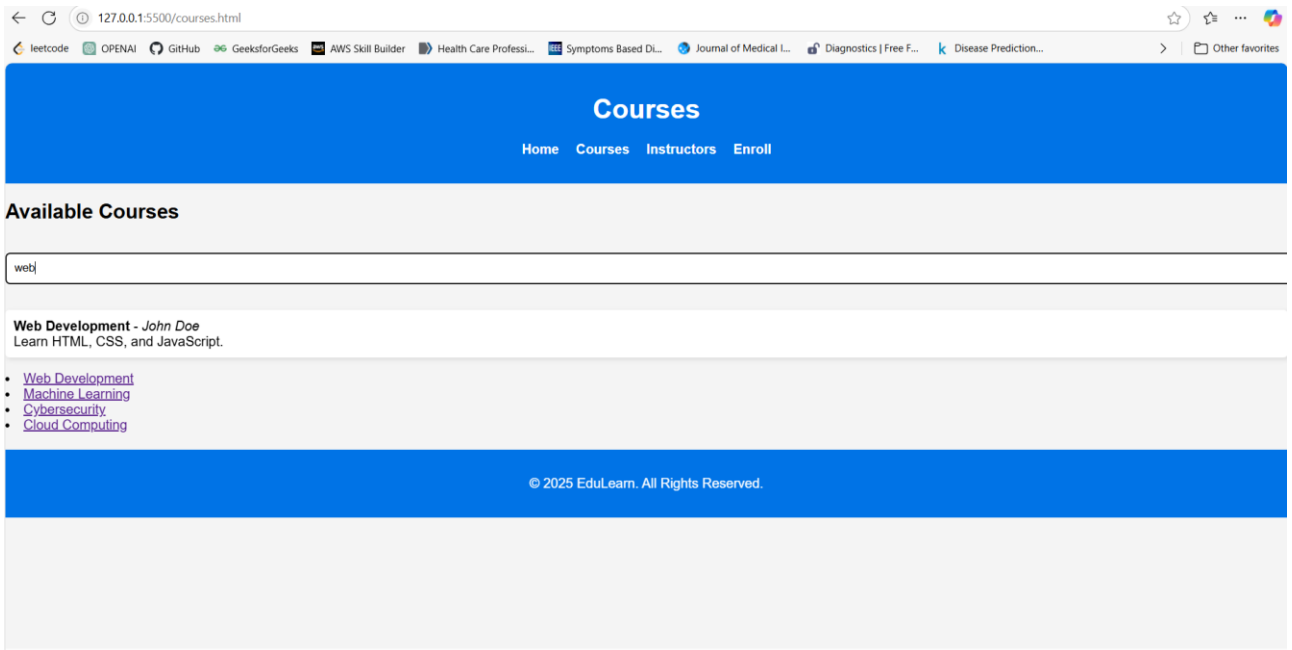 127.0.0.1:5500/courses.html
leetcode OPENAI GitHub GeeksforGeeks AWS Skill Builder Health Care Professi... Symptoms Based Di... Journal of Medical I... Diagnostics | Free F... Disease Prediction... Other favorites
Courses
Home Courses Instructors Enroll
Available Courses
web
Web Development - John Doe
Learn HTML, CSS, and JavaScript.
Web Development
Machine Learning
Cybersecurity
Cloud Computing
© 2025 EduLearn. All Rights Reserved.